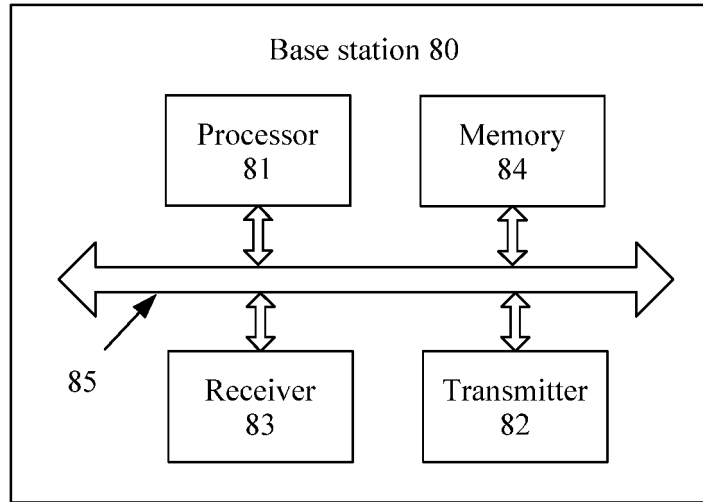 Base station 80
Processor
81
Memory
84
85
Receiver
83
Transmitter
82